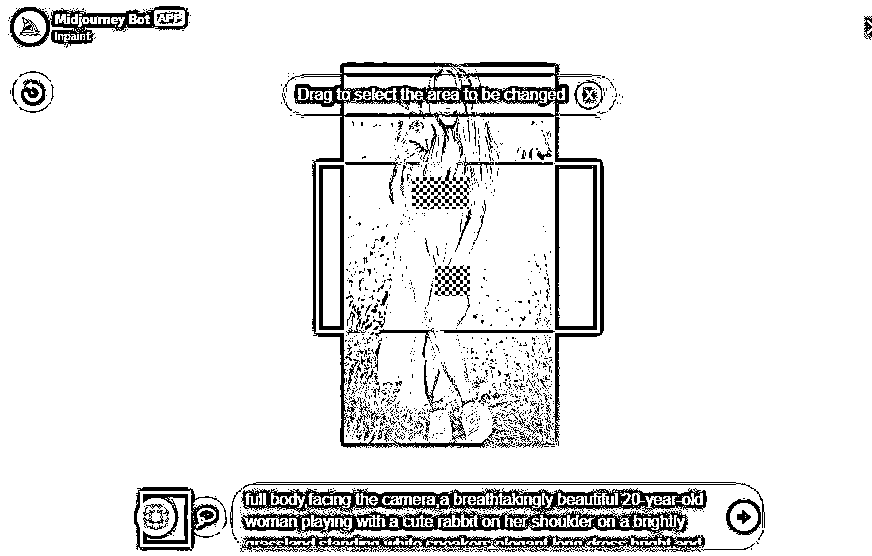 Midjourney Bot APP
Inpaint
Drag to select the area to be changed
full body,facing the camera,a breathtakingly beautiful 20-year-old
woman playing with a cute rabbit on her shoulder on a brightly